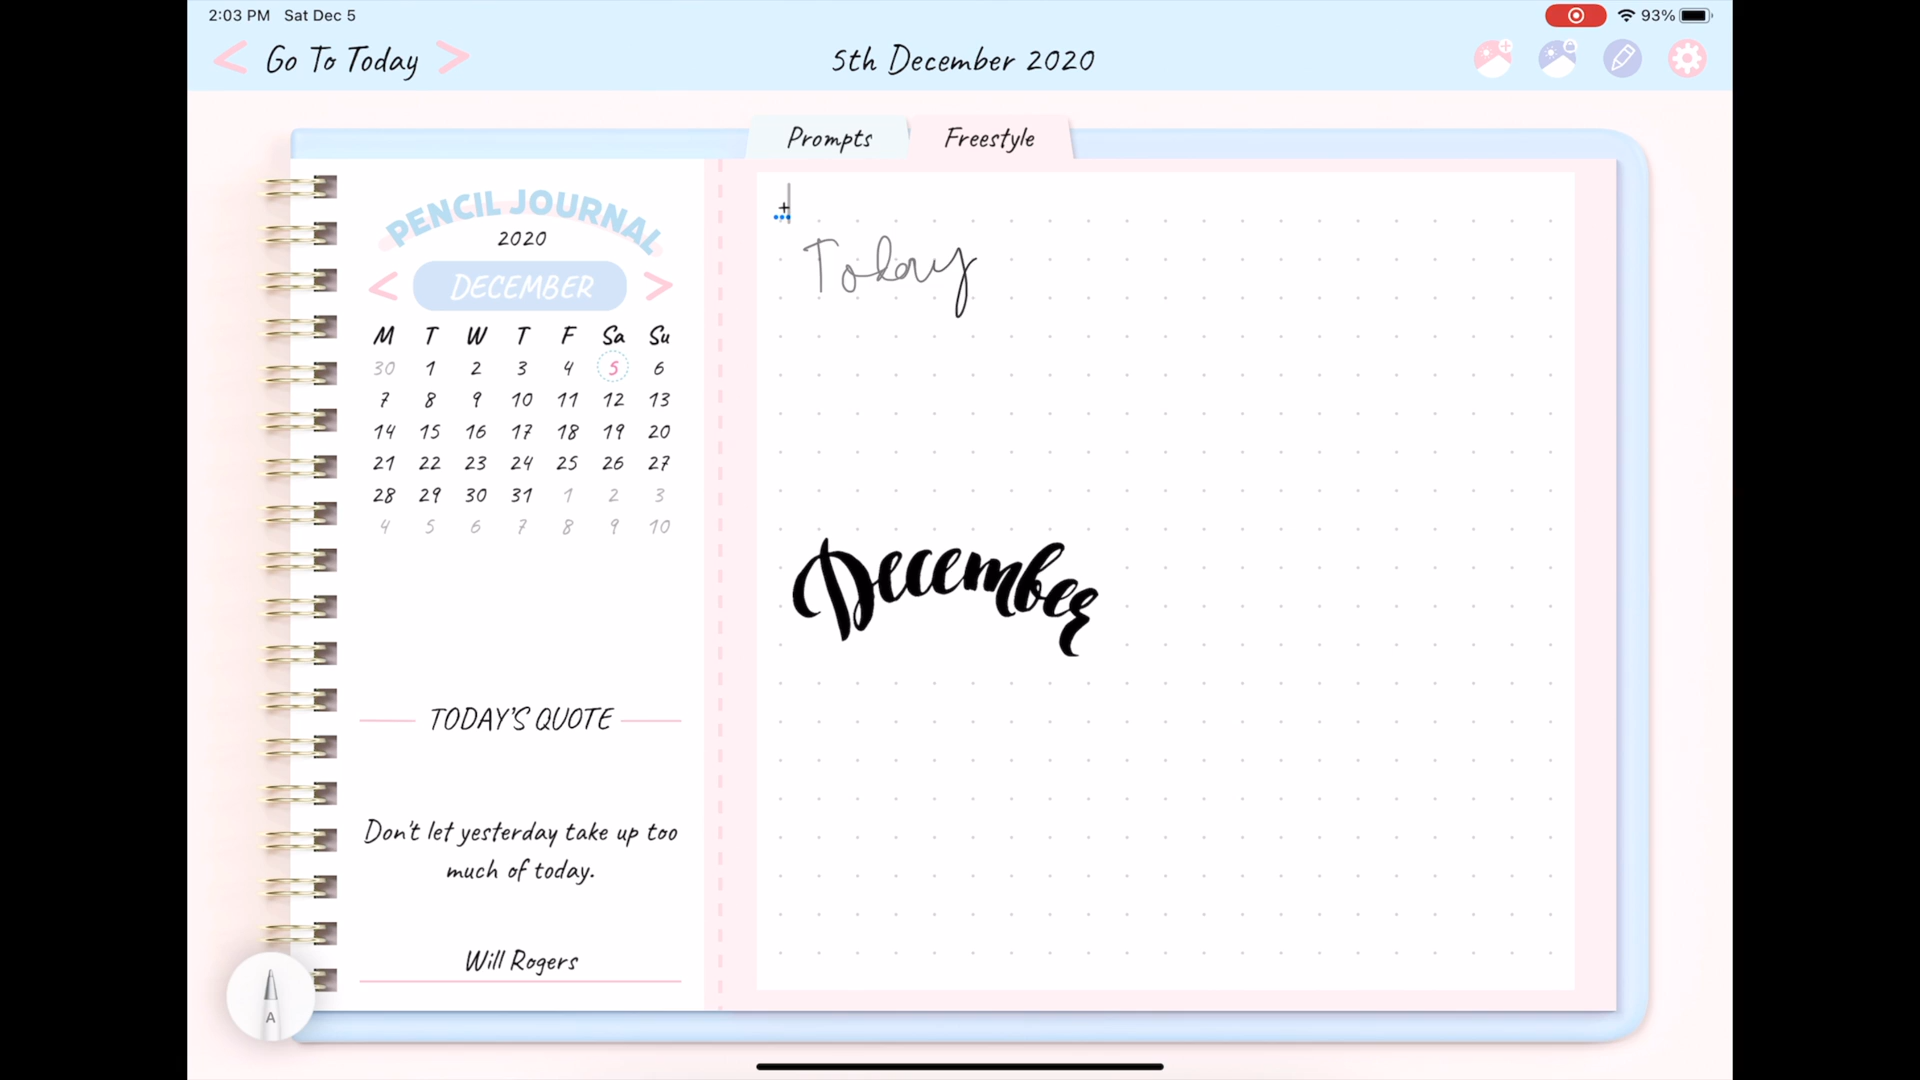 2:03 PM Sat Dec 5
93%
Go To Today
5th December 2020
Prompts
Freestyle
PENCIL JOURNAL
2020
DECEMBER
M T W T F Sa Su
30 1 2 3 4 5 6
7 8 9 10 11 12 13
14 15 16 17 18 19 20
21 22 23 24 25 26 27
28 29 30 31 1 2 3
4 5 6 7 8 9 10
TODAY'S QUOTE
Don't let yesterday take up too
much of today.
Will Rogers
A
+
Today
December